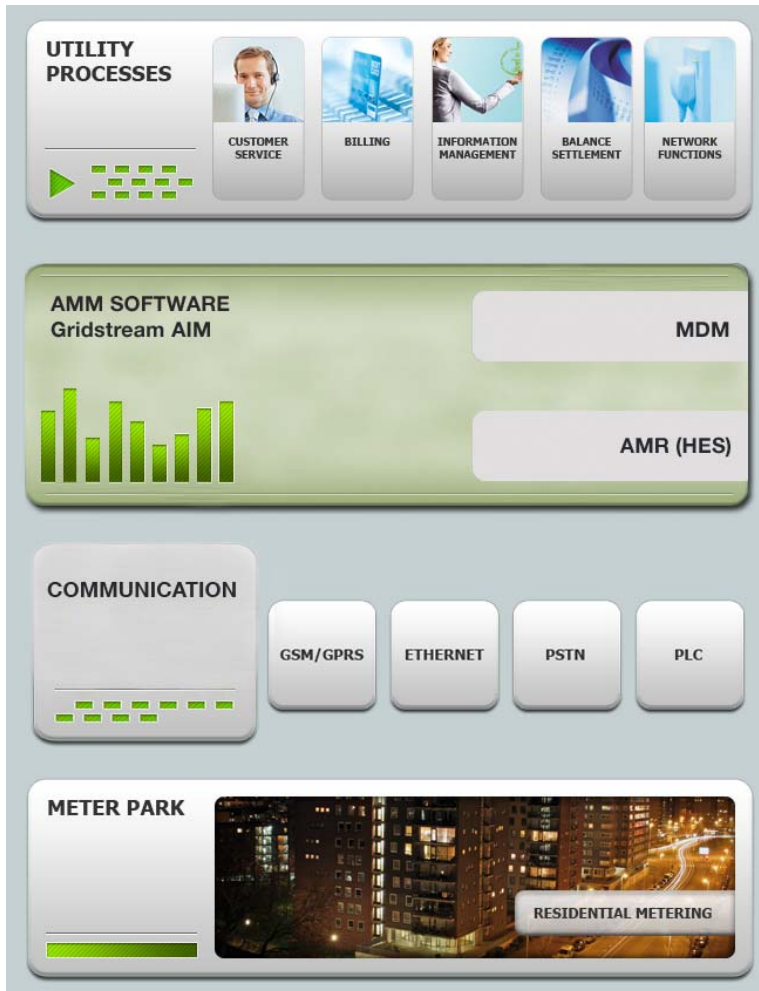 UTILITY
PROCESSES
CUSTOMER
SERVICE
BILLING
INFORMATION
MANAGEMENT
BALANCE
SETTLEMENT
NETWORK
FUNCTIONS
AMM SOFTWARE
Gridstream AIM
MDM
AMR (HES)
COMMUNICATION
GSM/GPRS
ETHERNET
PSTN
PLC
METER PARK
RESIDENTIAL METERING